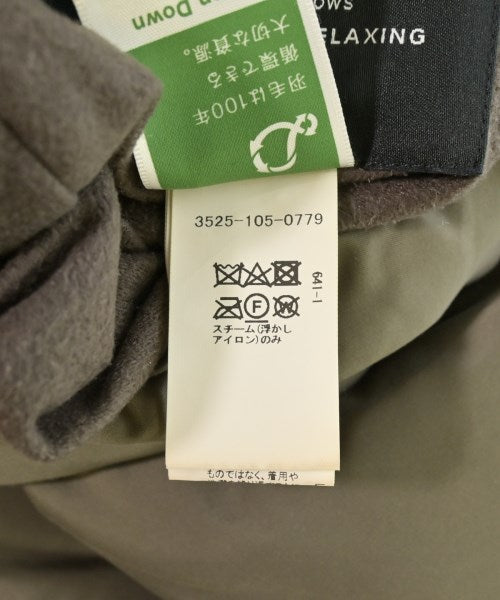 OWS
ELAXING
n Down
羽毛は100年
循環できる
大切な資源。
3525-105-0779
641-1
F W
スチーム(浮かし
アイロン)のみ
ものではなく、着用や